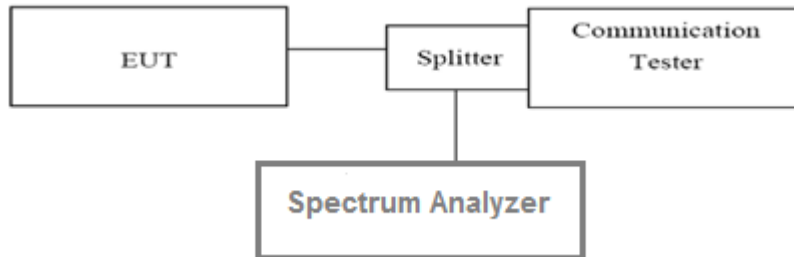 EUT
Splitter
Communication
Tester
Spectrum Analyzer